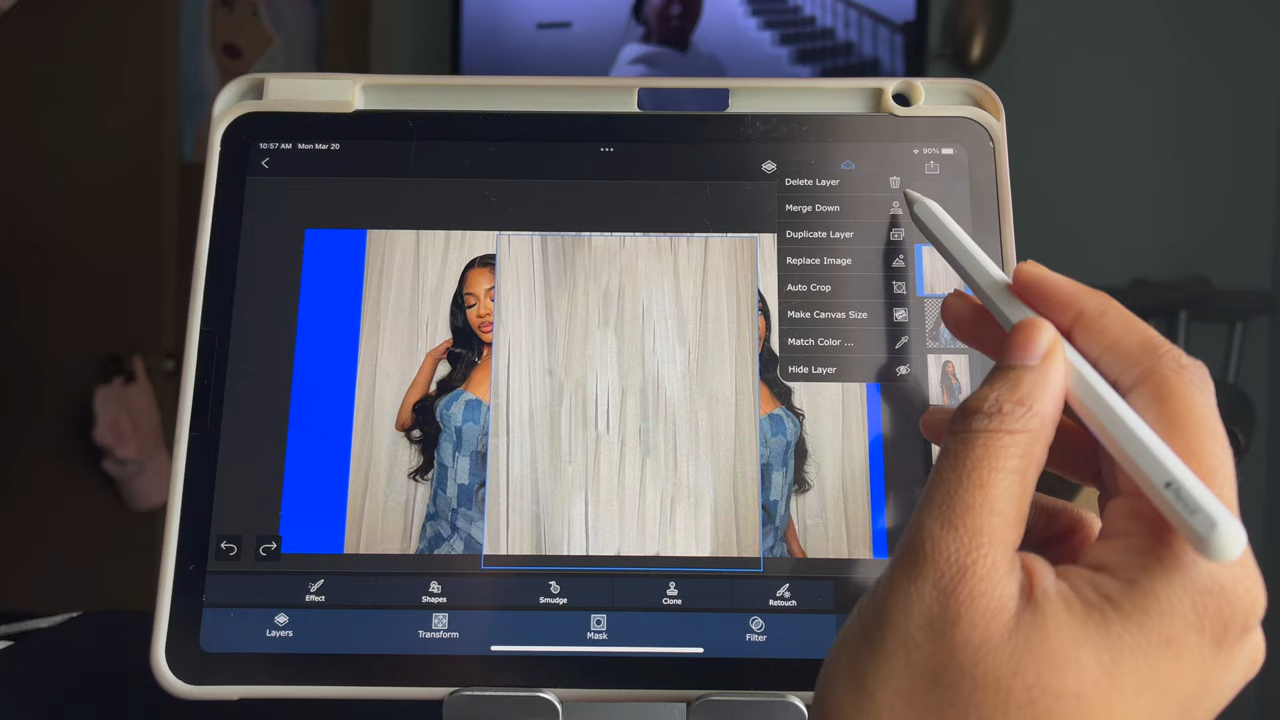 10:57 AM Mon Mar 20
90%
Delete Layer
Merge Down
Duplicate Layer
Replace Image
Auto Crop
Make Canvas Size
Match Color ...
Hide Layer
Effect
Shapes
Smudge
Clone
Retouch
Layers
Transform
Mask
Filter